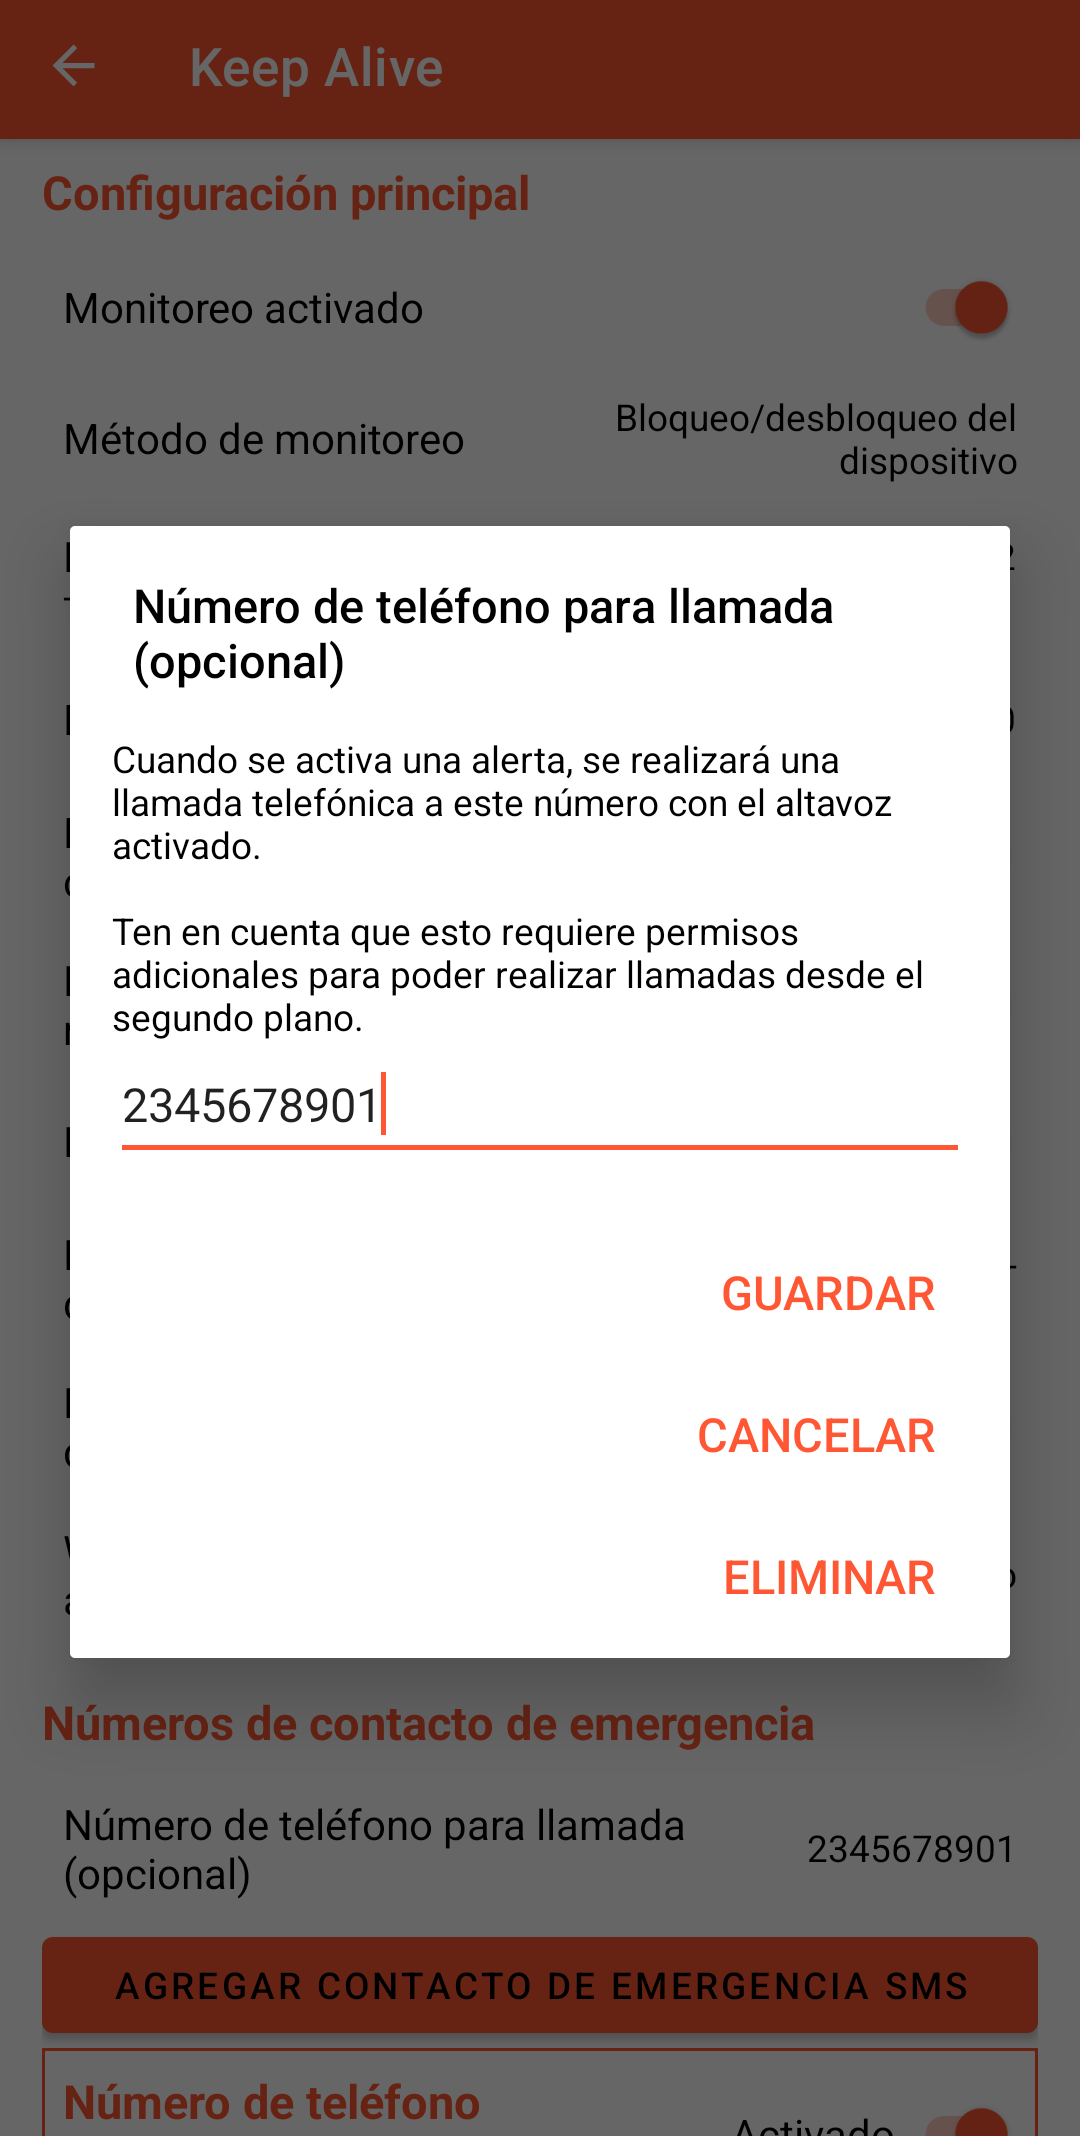 Keep Alive
Configuración principal
Monitoreo activado
Método de monitoreo
Bloqueo/desbloqueo del
dispositivo
Número de teléfono para llamada
(opcional)
Cuando se activa una alerta, se realizará una
llamada telefónica a este número con el altavoz
activado.
Ten en cuenta que esto requiere permisos
adicionales para poder realizar llamadas desde el
segundo plano.
2345678901
GUARDAR
CANCELAR
ELIMINAR
Números de contacto de emergencia
Número de teléfono para llamada
(opcional)
2345678901
AGREGAR CONTACTO DE EMERGENCIA SMS
Número de teléfono
Activado